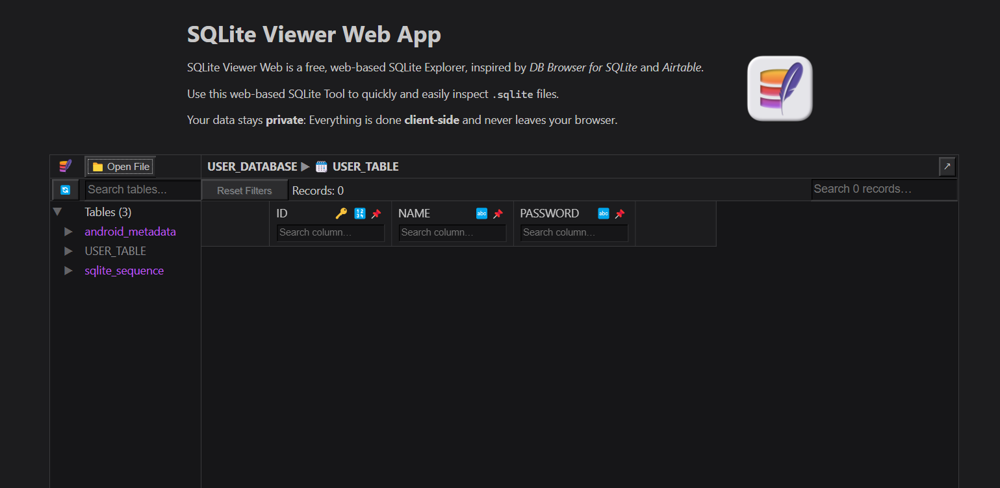 SQLite Viewer Web App
SQLite Viewer Web is a free, web-based SQLite Explorer, inspired by DB Browser for SQLite and Airtable.
Use this web-based SQLite Tool to quickly and easily inspect .sqlite files.
Your data stays private: Everything is done client-side and never leaves your browser.
Open File
USER_DATABASE ▶ USER_TABLE
Search tables...
Reset Filters
Records: 0
Search 0 records...
Tables (3)
android_metadata
USER_TABLE
sqlite_sequence
ID
NAME
PASSWORD
Search column...
Search column...
Search column...